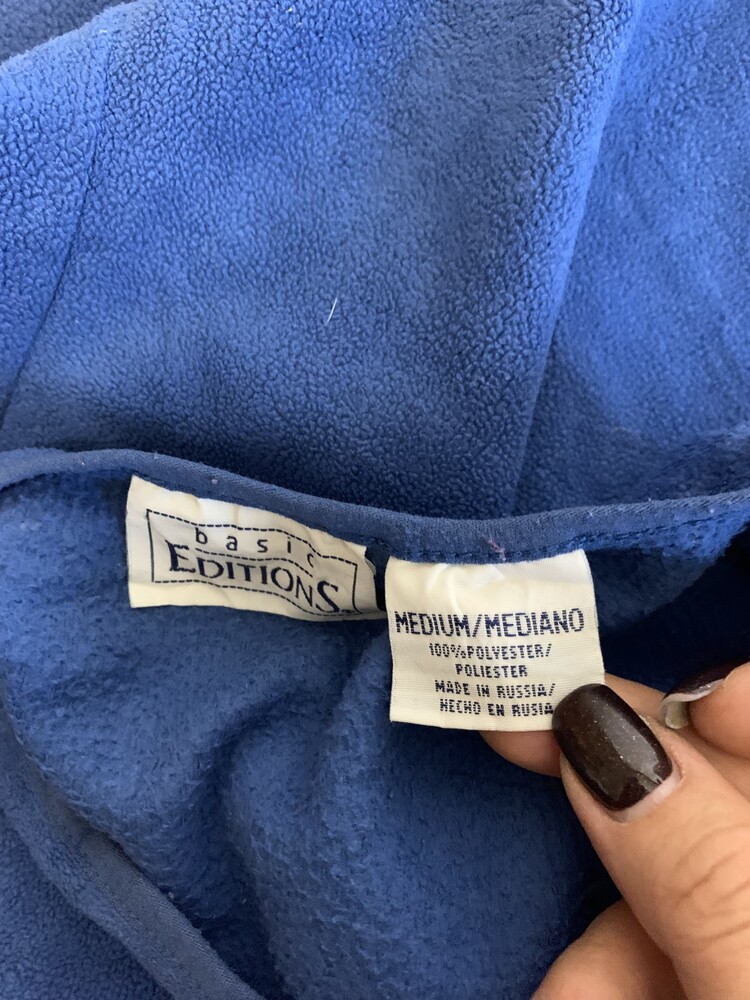 basic
EDITIONS
MEDIUM/MEDIANO
100%POLYESTER/
POLIESTER
MADE IN RUSSIA/
HECHO EN RUSIA